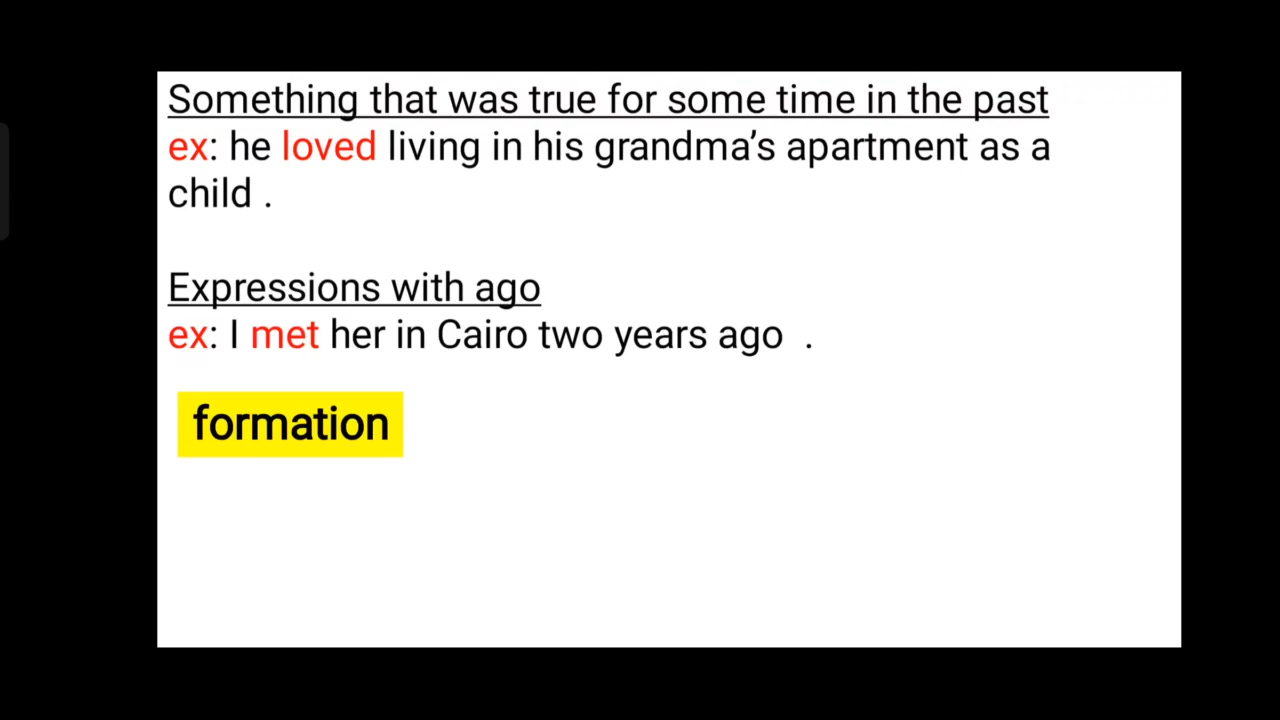 Something that was true for some time in the past
ex: he loved living in his grandma’s apartment as a
child .
Expressions with ago
ex: I met her in Cairo two years ago  .
formation